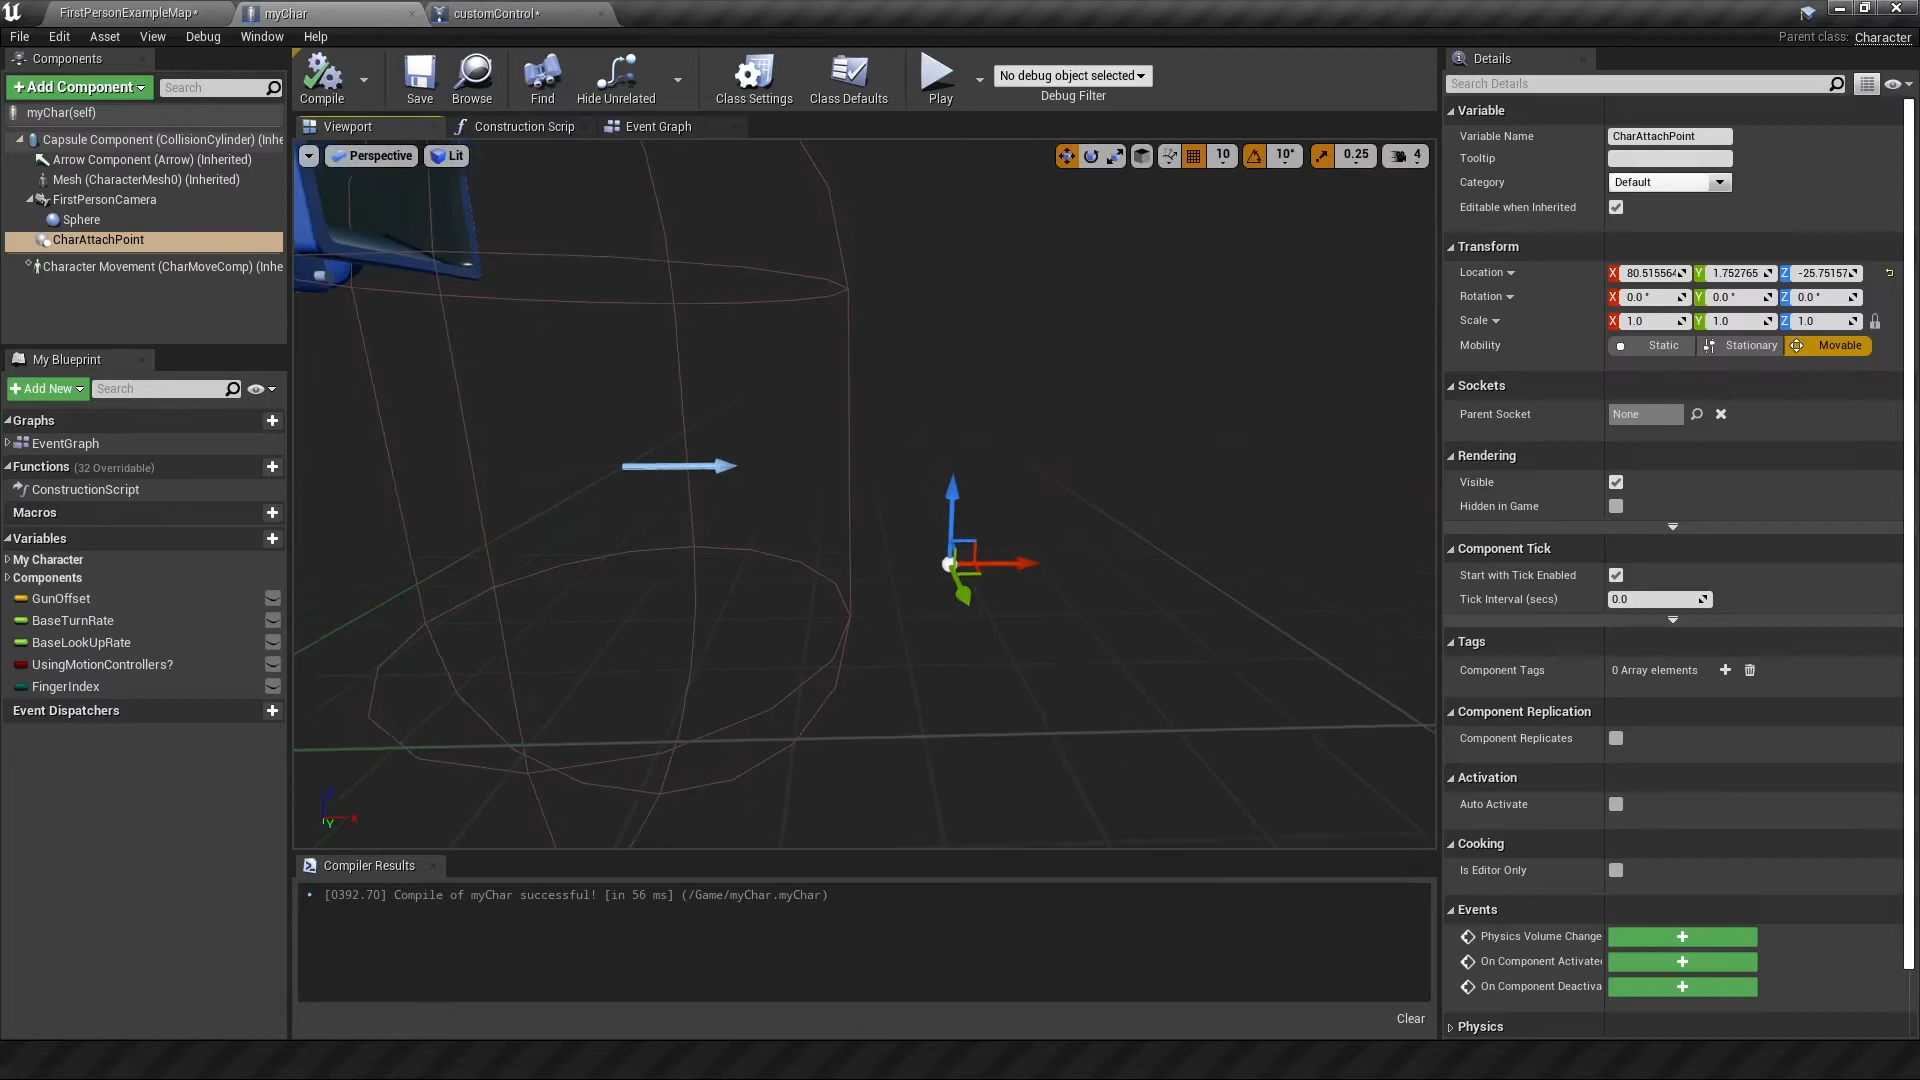 FirstPersonExampleMap*
myChar
customControl*
File
Edit
Asset
View
Debug
Window
Help
Parent class: Character
Components
+ Add Component
Search
myChar(self)
Capsule Component (CollisionCylinder) (Inhe
Arrow Component (Arrow) (Inherited)
Mesh (CharacterMesh0) (Inherited)
FirstPersonCamera
Sphere
CharAttachPoint
Character Movement (CharMoveComp) (Inhe
My Blueprint
+ Add New
Search
Graphs
EventGraph
Functions (32 Overridable)
ConstructionScript
Macros
Variables
My Character
Components
GunOffset
BaseTurnRate
BaseLookUpRate
UsingMotionControllers?
FingerIndex
Event Dispatchers
Compile
Save
Browse
Find
Hide Unrelated
Class Settings
Class Defaults
Play
No debug object selected
Debug Filter
Viewport
Construction Scrip
Event Graph
Perspective
Lit
10
10°
0.25
4
X
Y
Compiler Results
[0392.70] Compile of myChar successful! [in 56 ms] (/Game/myChar.myChar)
Clear
Details
Search Details
Variable
Variable Name
CharAttachPoint
Tooltip
Category
Default
Editable when Inherited
Transform
Location
X 80.515564
Y 1.752765
Z -25.75157
Rotation
X 0.0 °
Y 0.0 °
Z 0.0 °
Scale
X 1.0
Y 1.0
Z 1.0
Mobility
Static
Stationary
Movable
Sockets
Parent Socket
None
Rendering
Visible
Hidden in Game
Component Tick
Start with Tick Enabled
Tick Interval (secs)
0.0
Tags
Component Tags
0 Array elements
Component Replication
Component Replicates
Activation
Auto Activate
Cooking
Is Editor Only
Events
Physics Volume Change
On Component Activate
On Component Deactiva
Physics